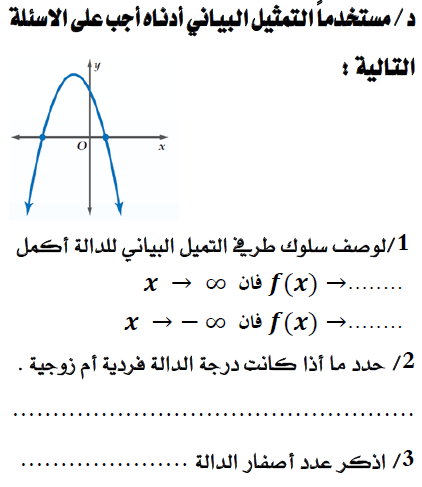 د / مستخدماً التمثيل البياني أدناه أجب على الاسئلة
التالية :
y
O
x
1/لوصف سلوك طرفي التميل البياني للدالة أكمل
x → ∞ فان f(x) →........
x → − ∞ فان f(x) →........
2/ حدد ما أذا كانت درجة الدالة فردية أم زوجية .
................................................
3/ اذكر عدد أصفار الدالة .....................